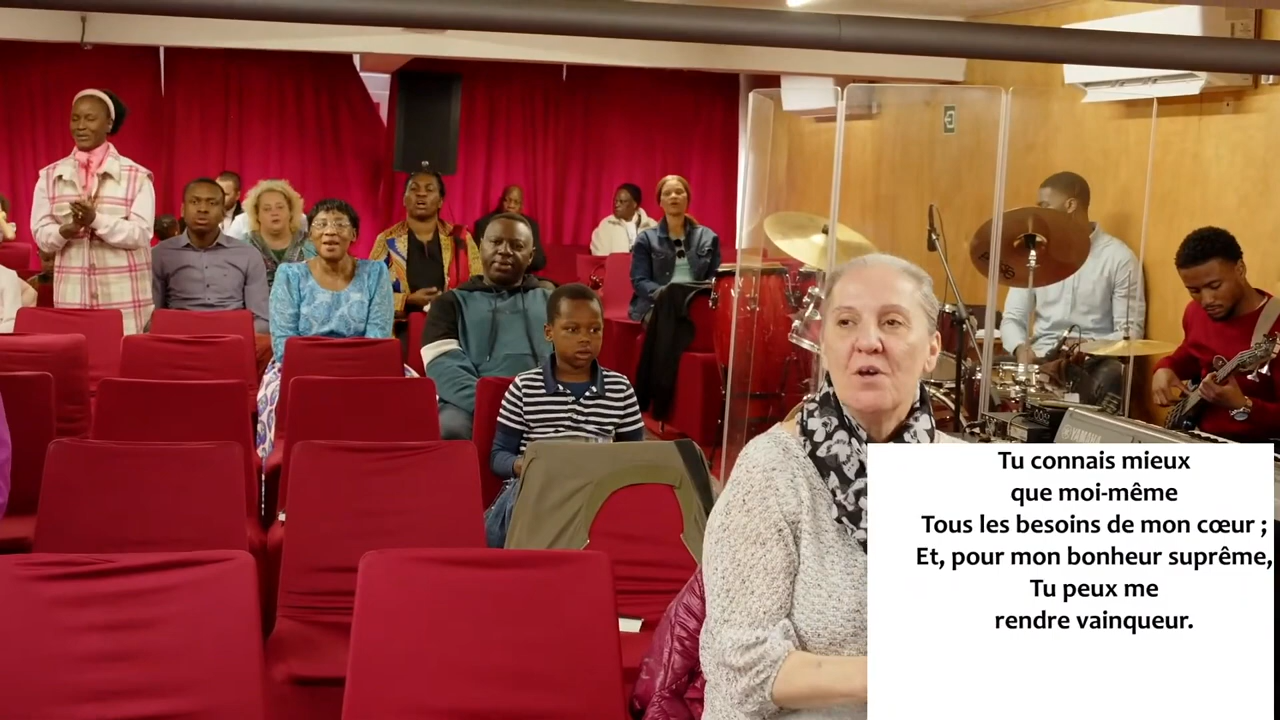 YAMAHA
Tu connais mieux
que moi-même
Tous les besoins de mon cœur ;
Et, pour mon bonheur suprême,
Tu peux me
rendre vainqueur.